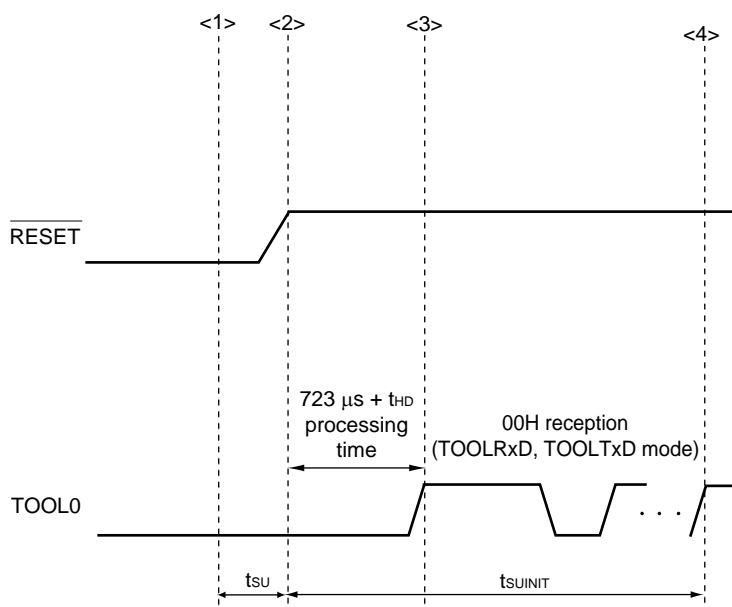 <1> <2> <3> <4>
RESET
723 μs + tHD
processing
time
00H reception
(TOOLRxD, TOOLTxD mode)
TOOL0
. . .
tSU
tSUINIT